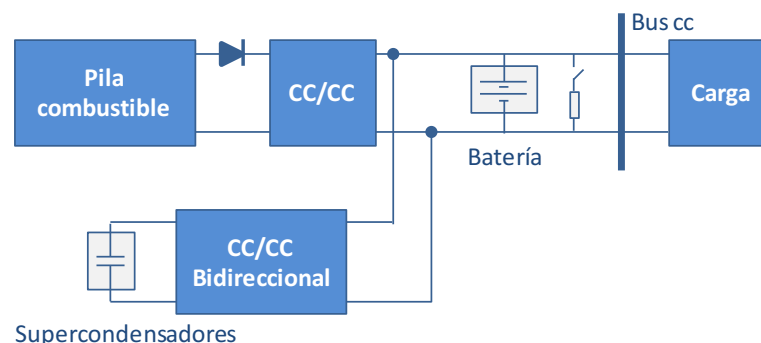 Bus cc
Pila
combustible
CC/CC
Carga
Batería
CC/CC
Bidireccional
Supercondensadores